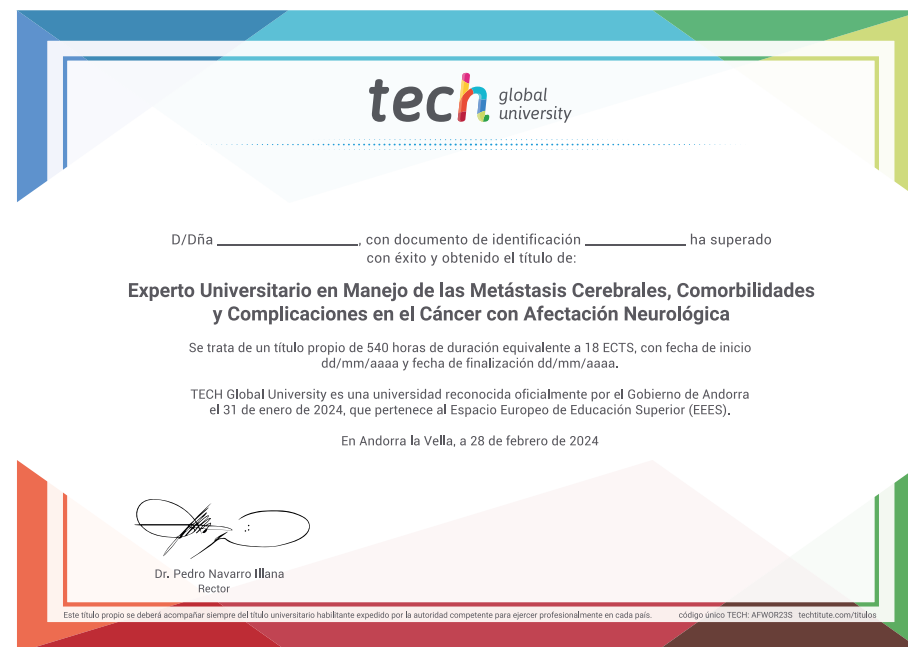 tech global university
D/Dña ______________, con documento de identificación ______________ ha superado
con éxito y obtenido el título de:
Experto Universitario en Manejo de las Metástasis Cerebrales, Comorbilidades
y Complicaciones en el Cáncer con Afectación Neurológica
Se trata de un título propio de 540 horas de duración equivalente a 18 ECTS, con fecha de inicio
dd/mm/aaaa y fecha de finalización dd/mm/aaaa.
TECH Global University es una universidad reconocida oficialmente por el Gobierno de Andorra
el 31 de enero de 2024, que pertenece al Espacio Europeo de Educación Superior (EEES).
En Andorra la Vella, a 28 de febrero de 2024
Dr. Pedro Navarro Illana
Rector
Este título propio se deberá acompañar siempre del título universitario habilitante expedido por la autoridad competente para ejercer profesionalmente en cada país. código único TECH: AFWOR23S techtitute.com/titulos